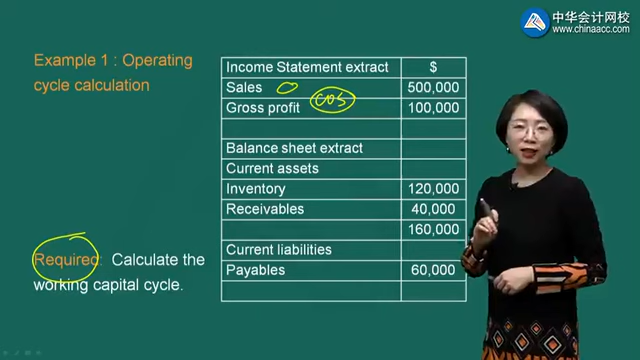 中华会计网校
www.chinaacc.com
Example 1 : Operating
cycle calculation
Income Statement extract $
Sales 500,000
cos
Gross profit 100,000
Balance sheet extract
Current assets
Inventory 120,000
Receivables 40,000
160,000
Current liabilities
Payables 60,000
Required: Calculate the
working capital cycle.